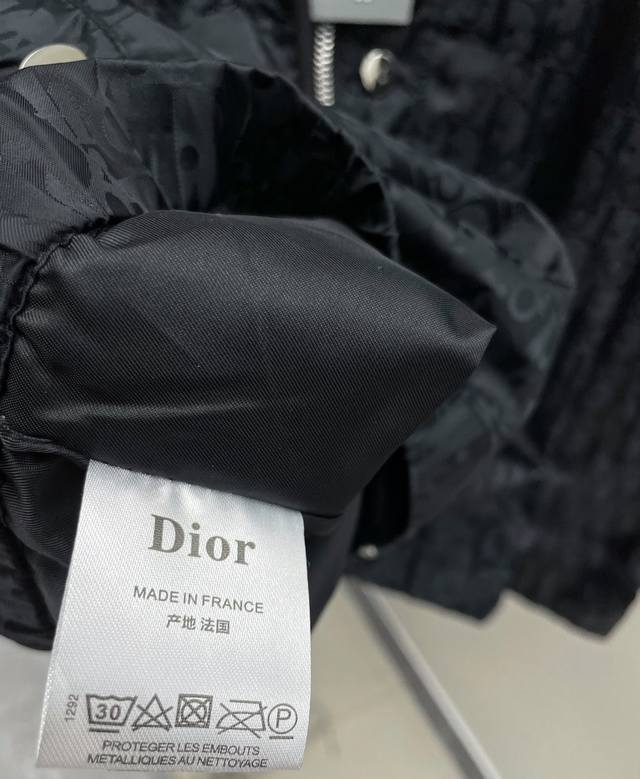 Dior
MADE IN FRANCE
产地 法国
1292
30 P
PROTEGER LES EMBOUTS
METALLIQUES AU NETTOYAGE